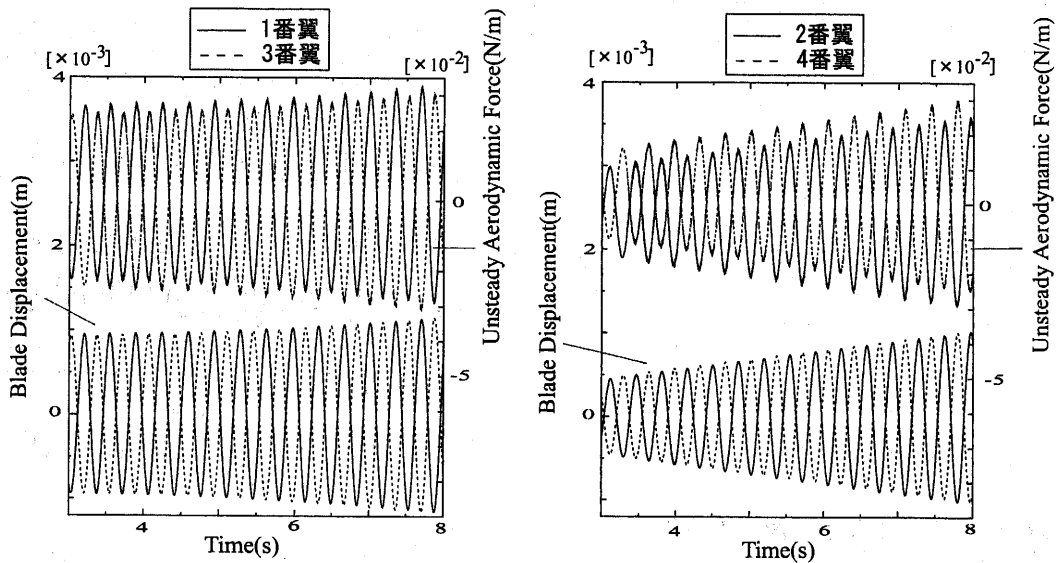 1番翼
3番翼
[×10⁻³]
[×10⁻²]
4
2
0
0
-5
4
6
8
Time(s)
Blade Displacement(m)
Unsteady Aerodynamic Force(N/m)
2番翼
4番翼
[×10⁻³]
[×10⁻²]
4
2
0
0
-5
4
6
8
Time(s)
Blade Displacement(m)
Unsteady Aerodynamic Force(N/m)